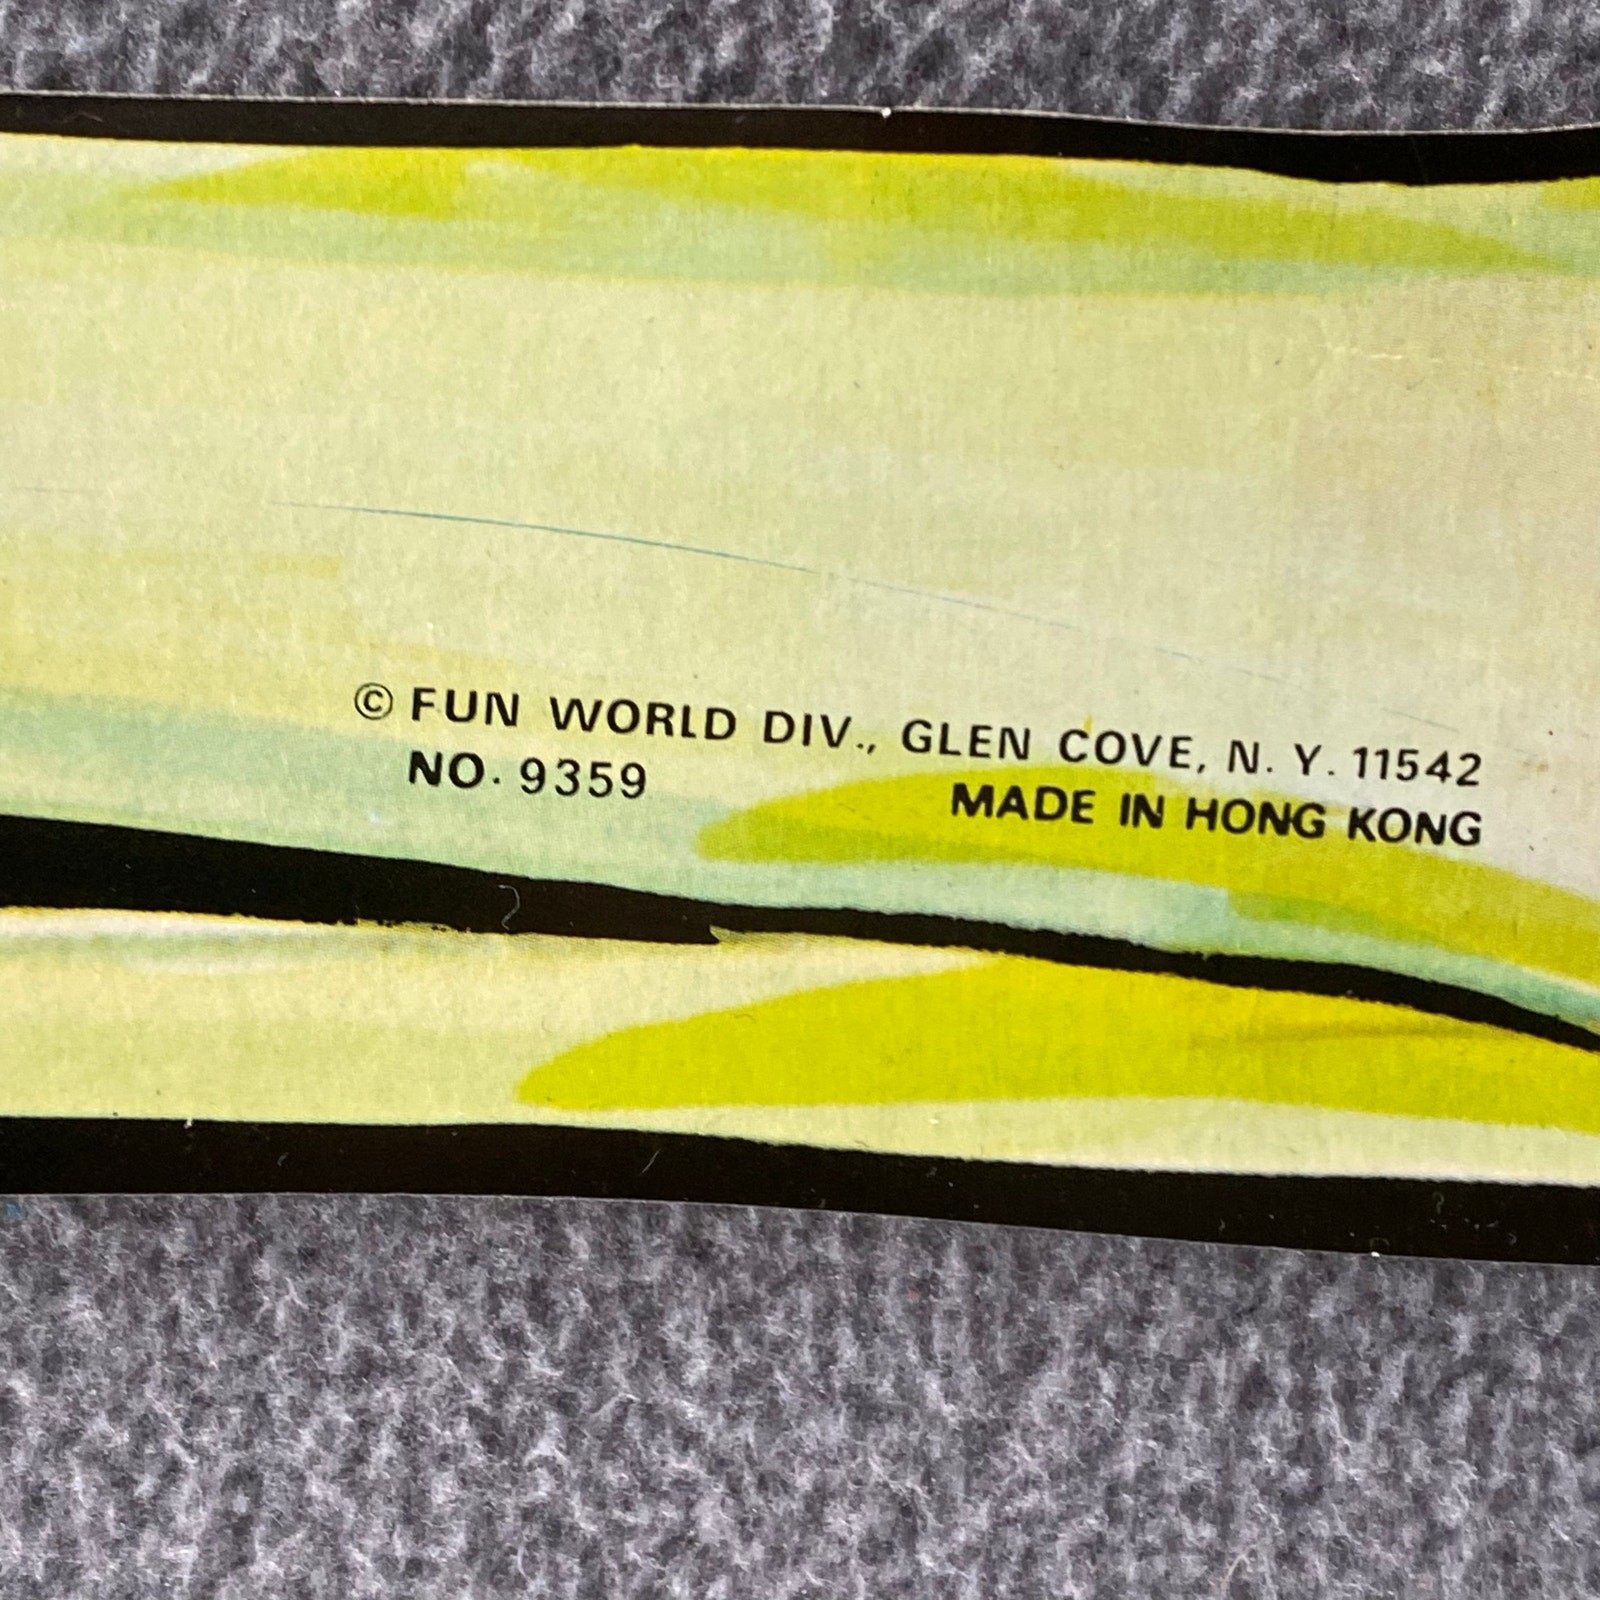 © FUN WORLD DIV., GLEN COVE, N. Y. 11542
NO. 9359 MADE IN HONG KONG